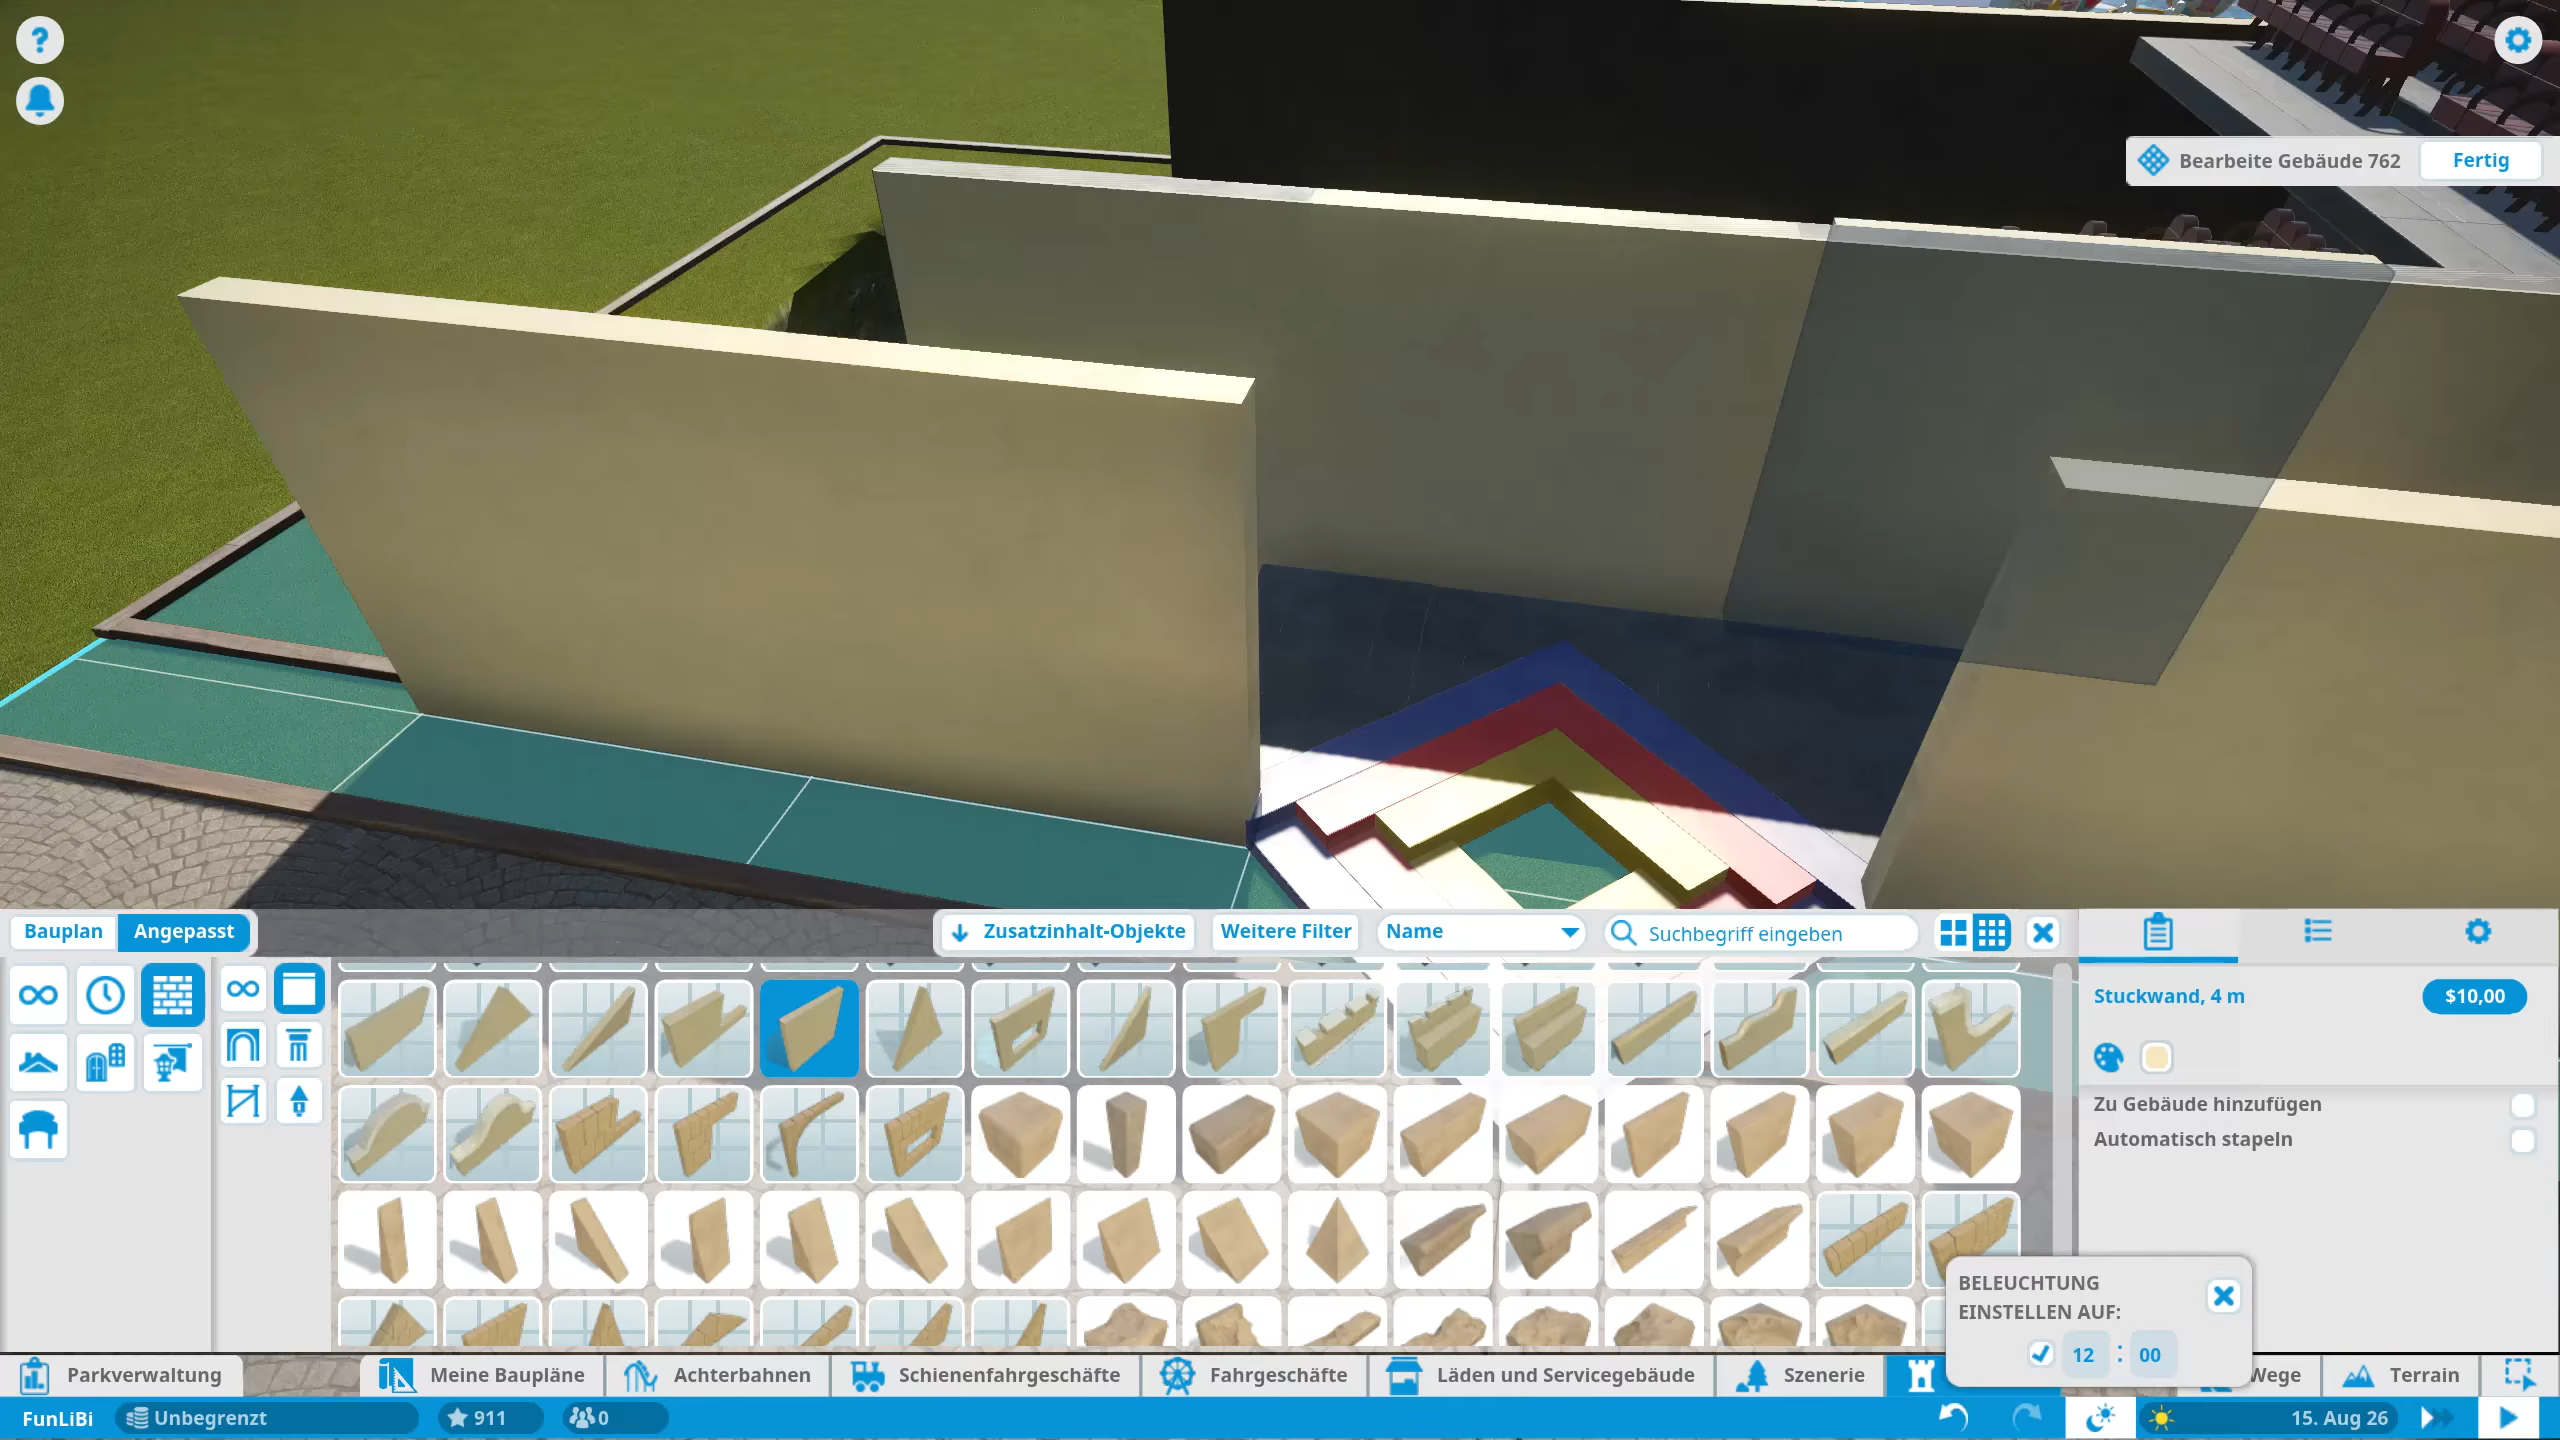 ?
Bearbeite Gebäude 762
Fertig
Bauplan
Angepasst
Zusatzinhalt-Objekte
Weitere Filter
Name
Suchbegriff eingeben
Stuckwand, 4 m
$10,00
Zu Gebäude hinzufügen
Automatisch stapeln
BELEUCHTUNG
EINSTELLEN AUF:
12 : 00
Parkverwaltung
Meine Baupläne
Achterbahnen
Schienenfahrgeschäfte
Fahrgeschäfte
Läden und Servicegebäude
Szenerie
Wege
Terrain
FunLiBi
Unbegrenzt
911
0
15. Aug 26